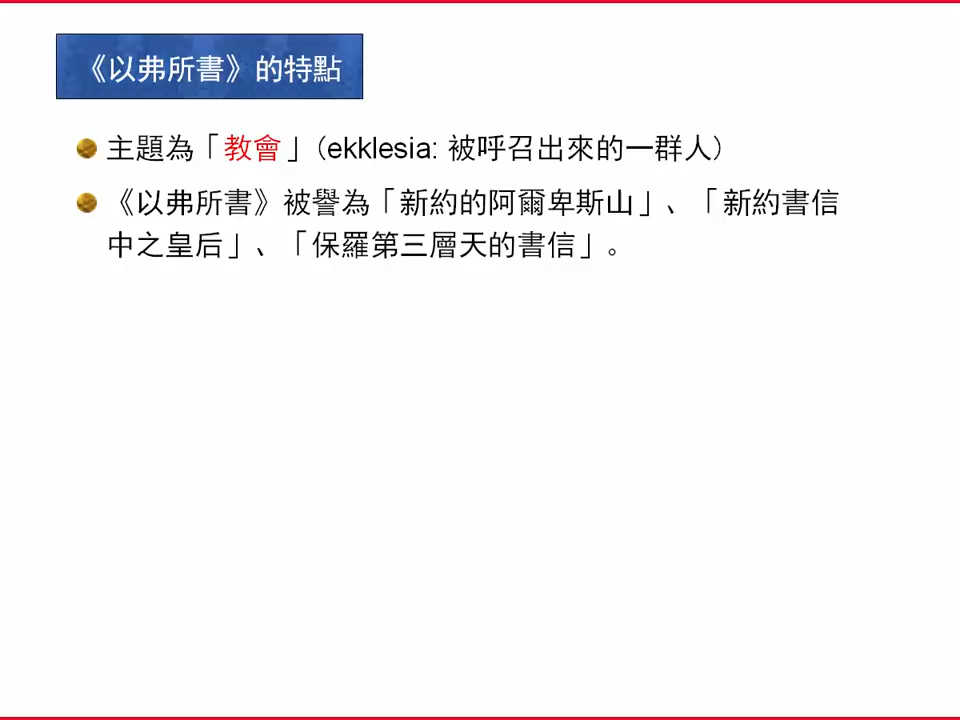 《以弗所書》的特點
主題為「教會」(ekklesia: 被呼召出來的一群人)
《以弗所書》被譽為「新約的阿爾卑斯山」、「新約書信
中之皇后」、「保羅第三層天的書信」。